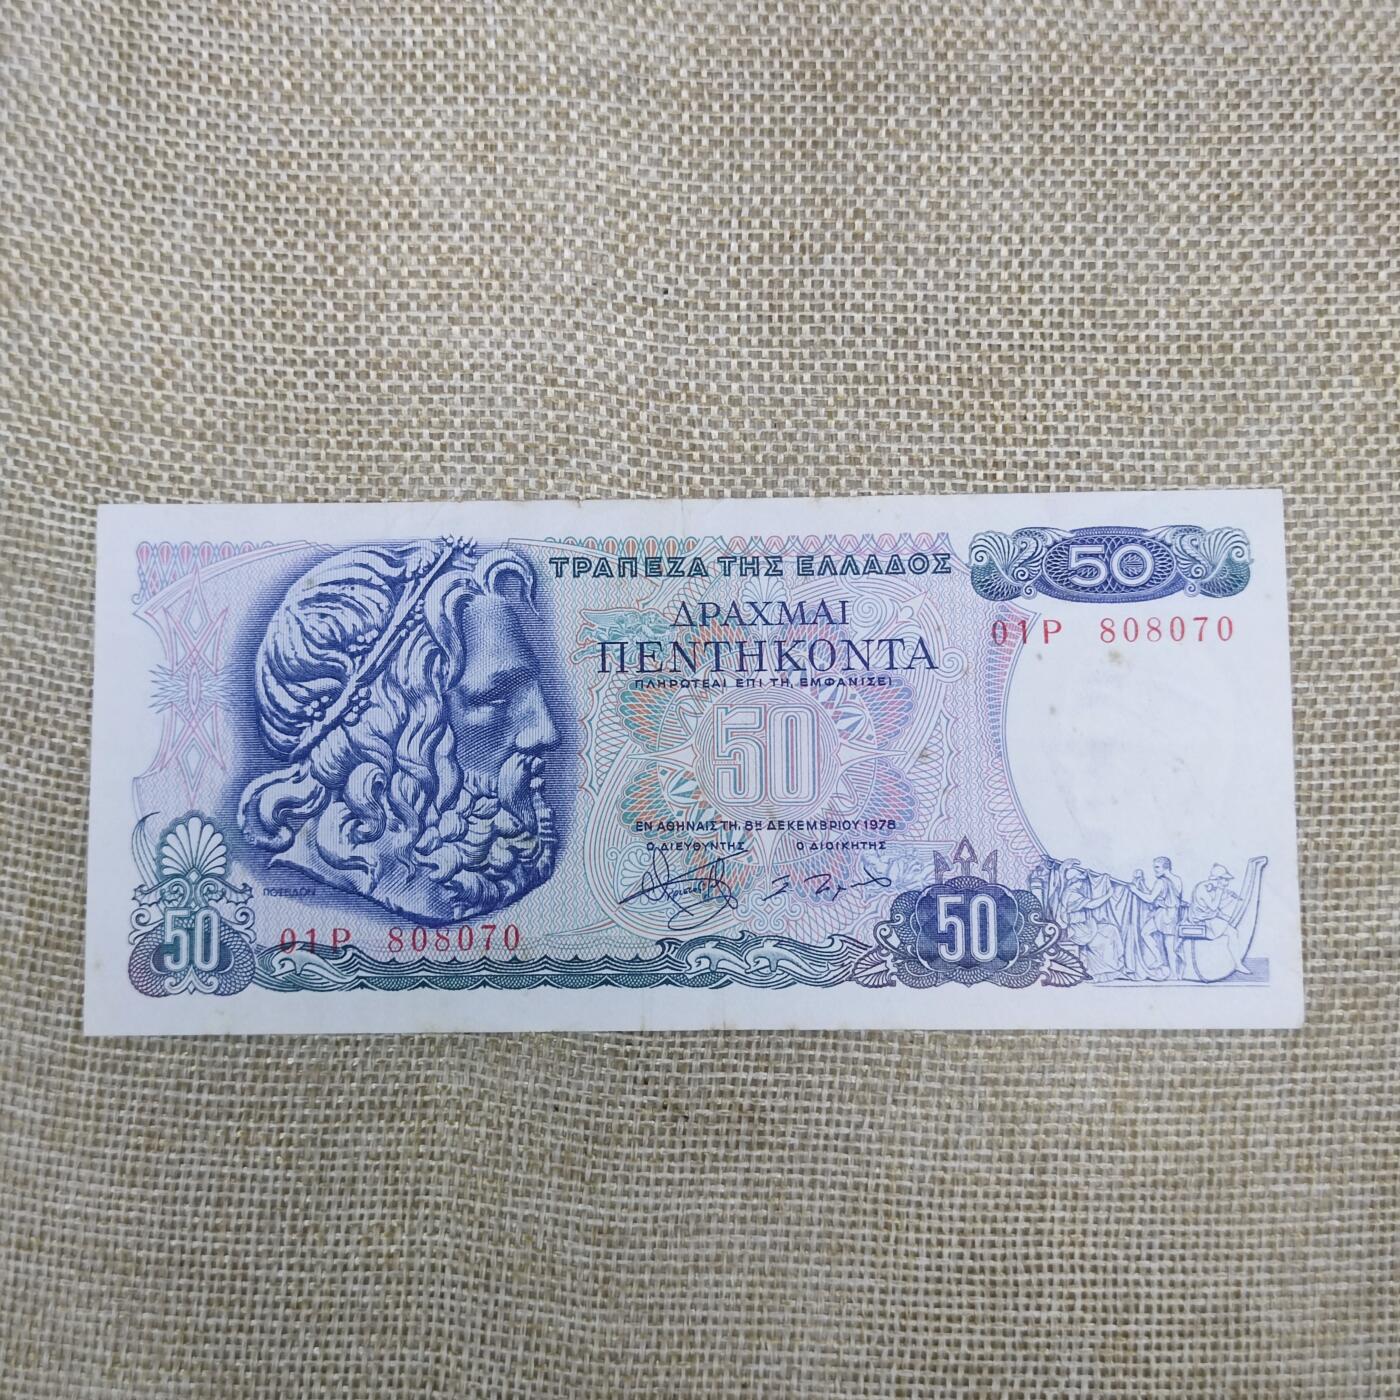 ΤΡΑΠΕΖΑ ΤΗΣ ΕΛΛΑΔΟΣ
50
ΔΡΑΧΜΑΙ
ΠΕΝΤΗΚΟΝΤΑ
01Ρ 808070
ΠΛΗΡΩΤΕΑΙ ΕΠΙ ΤΗ, ΕΜΦΑΝΙΣΕΙ
50
ΕΝ ΑΘΗΝΑΙΣ ΤΗ, 8Η ΔΕΚΕΜΒΡΙΟΥ 1978
Ο ΔΙΕΥΘΥΝΤΗΣ Ο ΔΙΟΙΚΗΤΗΣ
ΠΟΣΕΙΔΩΝ
50
01Ρ 808070
50